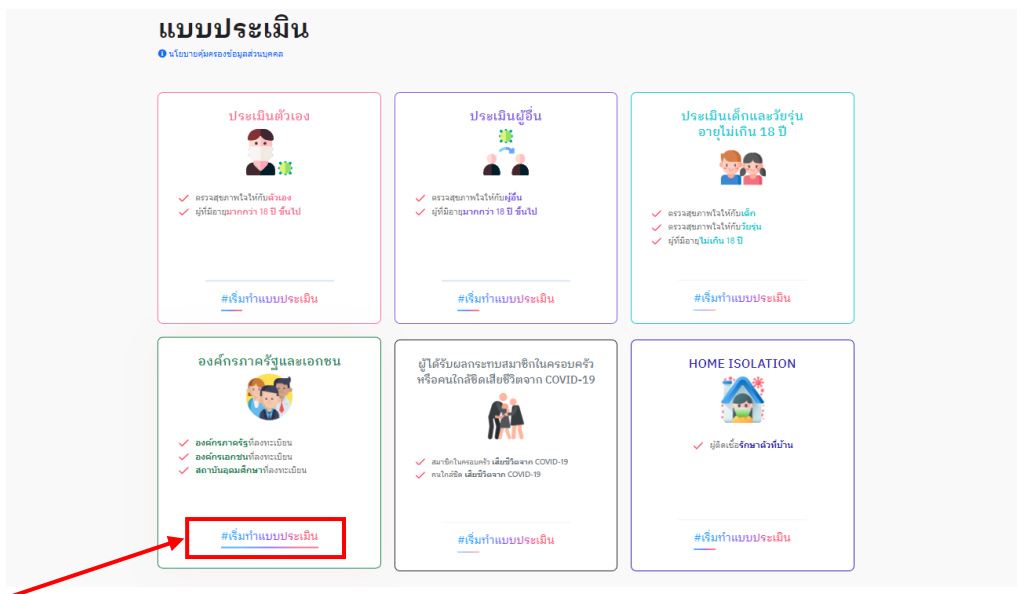 แบบประเมิน
นโยบายคุ้มครองข้อมูลส่วนบุคคล
ประเมินตัวเอง
ตรวจสุขภาพใจให้กับตัวเอง
ผู้ที่มีอายุมากกว่า 18 ปี ขึ้นไป
#เริ่มทำแบบประเมิน
ประเมินผู้อื่น
ตรวจสุขภาพใจให้กับผู้อื่น
ผู้ที่มีอายุมากกว่า 18 ปี ขึ้นไป
#เริ่มทำแบบประเมิน
ประเมินเด็กและวัยรุ่น
อายุไม่เกิน 18 ปี
ตรวจสุขภาพใจให้กับเด็ก
ตรวจสุขภาพใจให้กับวัยรุ่น
ผู้ที่มีอายุไม่เกิน 18 ปี
#เริ่มทำแบบประเมิน
องค์กรภาครัฐและเอกชน
องค์กรภาครัฐที่ลงทะเบียน
องค์กรเอกชนที่ลงทะเบียน
สถาบันอุดมศึกษาที่ลงทะเบียน
#เริ่มทำแบบประเมิน
ผู้ได้รับผลกระทบสมาชิกในครอบครัว
หรือคนใกล้ชิดเสียชีวิตจาก COVID-19
สมาชิกในครอบครัว เสียชีวิตจาก COVID-19
คนใกล้ชิด เสียชีวิตจาก COVID-19
#เริ่มทำแบบประเมิน
HOME ISOLATION
ผู้ติดเชื้อรักษาตัวที่บ้าน
#เริ่มทำแบบประเมิน